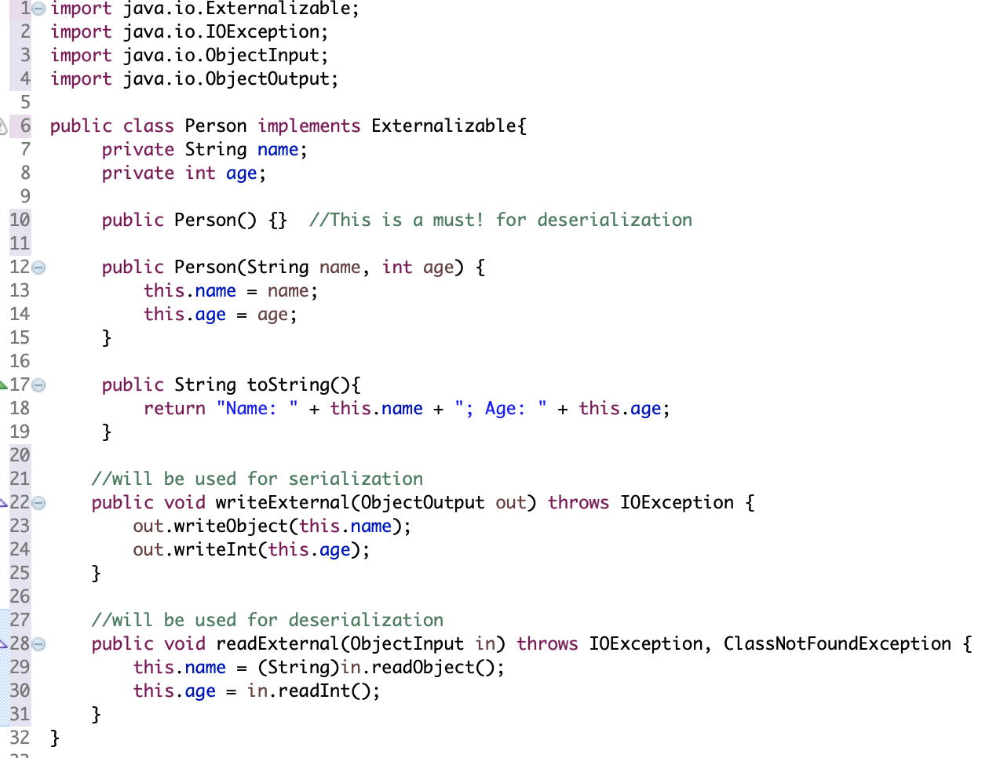 1 import java.io.Externalizable;
2 import java.io.IOException;
3 import java.io.ObjectInput;
4 import java.io.ObjectOutput;
5
6 public class Person implements Externalizable{
7 private String name;
8 private int age;
9
10 public Person() {} //This is a must! for deserialization
11
12 public Person(String name, int age) {
13 this.name = name;
14 this.age = age;
15 }
16
17 public String toString(){
18 return "Name: " + this.name + "; Age: " + this.age;
19 }
20
21 //will be used for serialization
22 public void writeExternal(ObjectOutput out) throws IOException {
23 out.writeObject(this.name);
24 out.writeInt(this.age);
25 }
26
27 //will be used for deserialization
28 public void readExternal(ObjectInput in) throws IOException, ClassNotFoundException {
29 this.name = (String)in.readObject();
30 this.age = in.readInt();
31 }
32 }